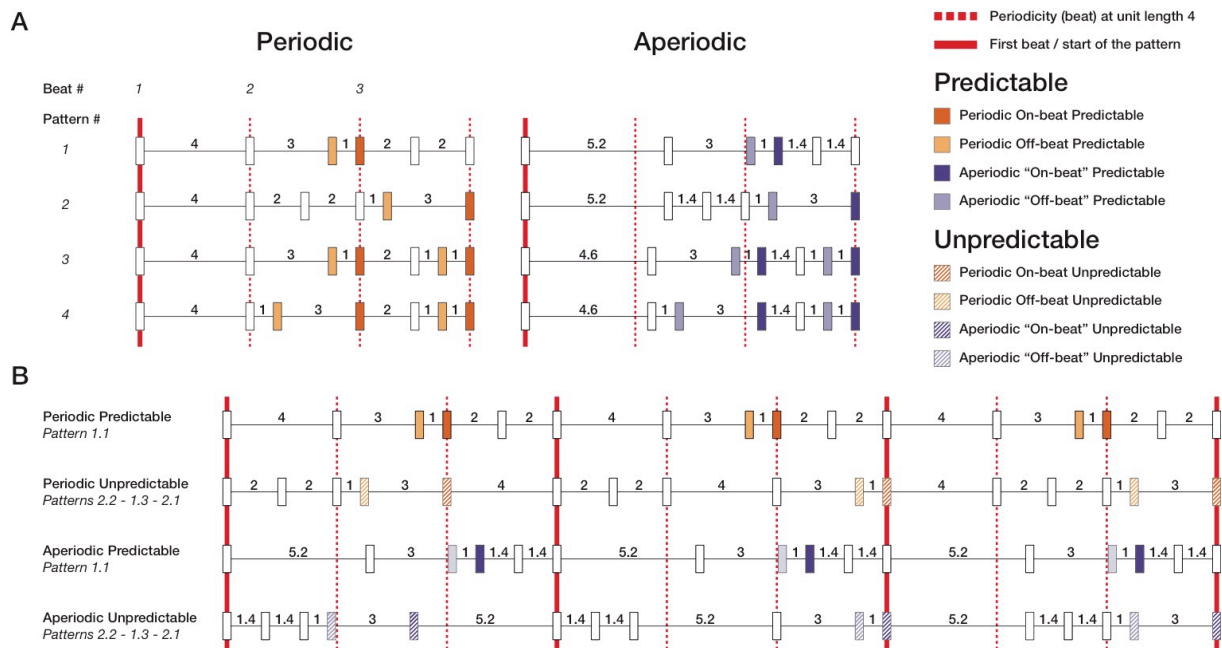 A
Periodic
Aperiodic
Beat #
1 2 3
Pattern #
1
4 3 1 2 2
5.2 3 1 1.4 1.4
2
4 2 2 1 3
5.2 1.4 1.4 1 3
3
4 3 1 2 1 1
4.6 3 1 1.4 1 1
4
4 1 3 2 1 1
4.6 1 3 1.4 1 1
Periodicity (beat) at unit length 4
First beat / start of the pattern
Predictable
Periodic On-beat Predictable
Periodic Off-beat Predictable
Aperiodic “On-beat” Predictable
Aperiodic “Off-beat” Predictable
Unpredictable
Periodic On-beat Unpredictable
Periodic Off-beat Unpredictable
Aperiodic “On-beat” Unpredictable
Aperiodic “Off-beat” Unpredictable
B
Periodic Predictable
Pattern 1.1
4 3 1 2 2 4 3 1 2 2 4 3 1 2 2
Periodic Unpredictable
Patterns 2.2 - 1.3 - 2.1
2 2 1 3 4 2 2 4 3 1 4 2 2 1 3
Aperiodic Predictable
Pattern 1.1
5.2 3 1 1.4 1.4 5.2 3 1 1.4 1.4 5.2 3 1 1.4 1.4
Aperiodic Unpredictable
Patterns 2.2 - 1.3 - 2.1
1.4 1.4 1 3 5.2 1.4 1.4 5.2 3 1 5.2 1.4 1.4 1 3